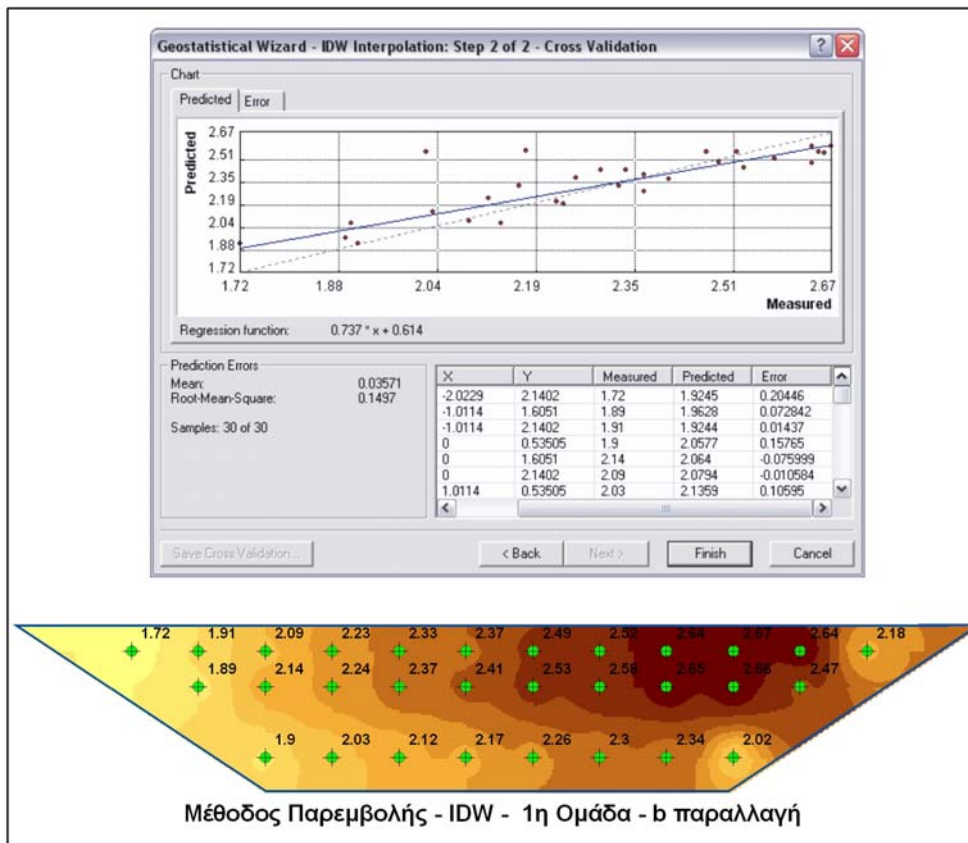 Geostatistical Wizard - IDW Interpolation: Step 2 of 2 - Cross Validation
Chart
Predicted Error
Predicted
2.67
2.51
2.35
2.19
2.04
1.88
1.72
1.72 1.88 2.04 2.19 2.35 2.51 2.67
Measured
Regression function: 0.737 * x + 0.614
Prediction Errors
Mean: 0.03571
Root-Mean-Square: 0.1497
Samples: 30 of 30
X Y Measured Predicted Error
-2.0229 2.1402 1.72 1.9245 0.20446
-1.0114 1.6051 1.89 1.9628 0.072842
-1.0114 2.1402 1.91 1.9244 0.01437
0 0.53505 1.9 2.0577 0.15765
0 1.6051 2.14 2.064 -0.075999
0 2.1402 2.09 2.0794 -0.010584
1.0114 0.53505 2.03 2.1359 0.10595
Save Cross Validation... < Back Next > Finish Cancel
1.72 1.91 2.09 2.23 2.33 2.37 2.49 2.52 2.64 2.67 2.64 2.18
1.89 2.14 2.24 2.37 2.41 2.53 2.58 2.65 2.66 2.47
1.9 2.03 2.12 2.17 2.26 2.3 2.34 2.02
Μέθοδος Παρεμβολής - IDW - 1η Ομάδα - b παραλλαγή